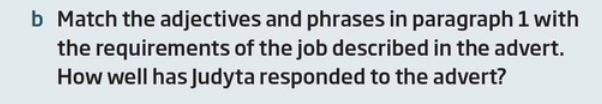 b Match the adjectives and phrases in paragraph 1 with
the requirements of the job described in the advert.
How well has Judyta responded to the advert?